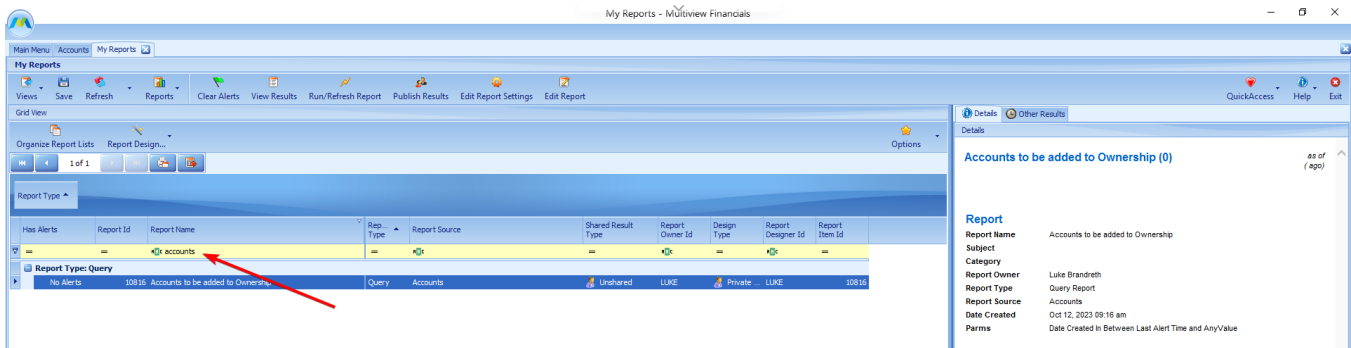 My Reports - Multiview Financials
Main Menu Accounts My Reports
My Reports
Views Save Refresh Reports Clear Alerts View Results Run/Refresh Report Publish Results Edit Report Settings Edit Report QuickAccess Help Exit
Grid View
Organize Report Lists Report Design... Options
1 of 1
Report Type
Has Alerts Report Id Report Name Rep... Type Report Source Shared Result Type Report Owner Id Design Type Report Designer Id Report Item Id
= = accounts = = =  =
Report Type: Query
No Alerts 10816 Accounts to be added to Ownership Query Accounts Unshared LUKE Private ... LUKE 10816
Details Other Results
Details
Accounts to be added to Ownership (0) as of
( ago)
Report
Report Name Accounts to be added to Ownership
Subject
Category
Report Owner Luke Brandreth
Report Type Query Report
Report Source Accounts
Date Created Oct 12, 2023 09:16 am
Parms Date Created In Between Last Alert Time and AnyValue